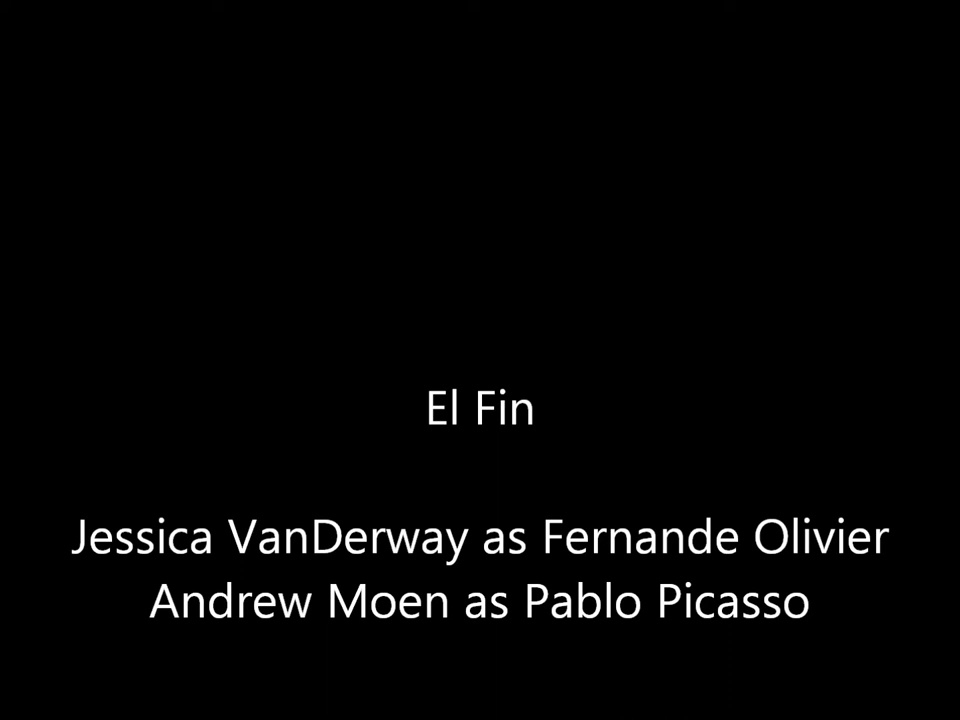 El Fin
Jessica VanDerway as Fernande Olivier
Andrew Moen as Pablo Picasso